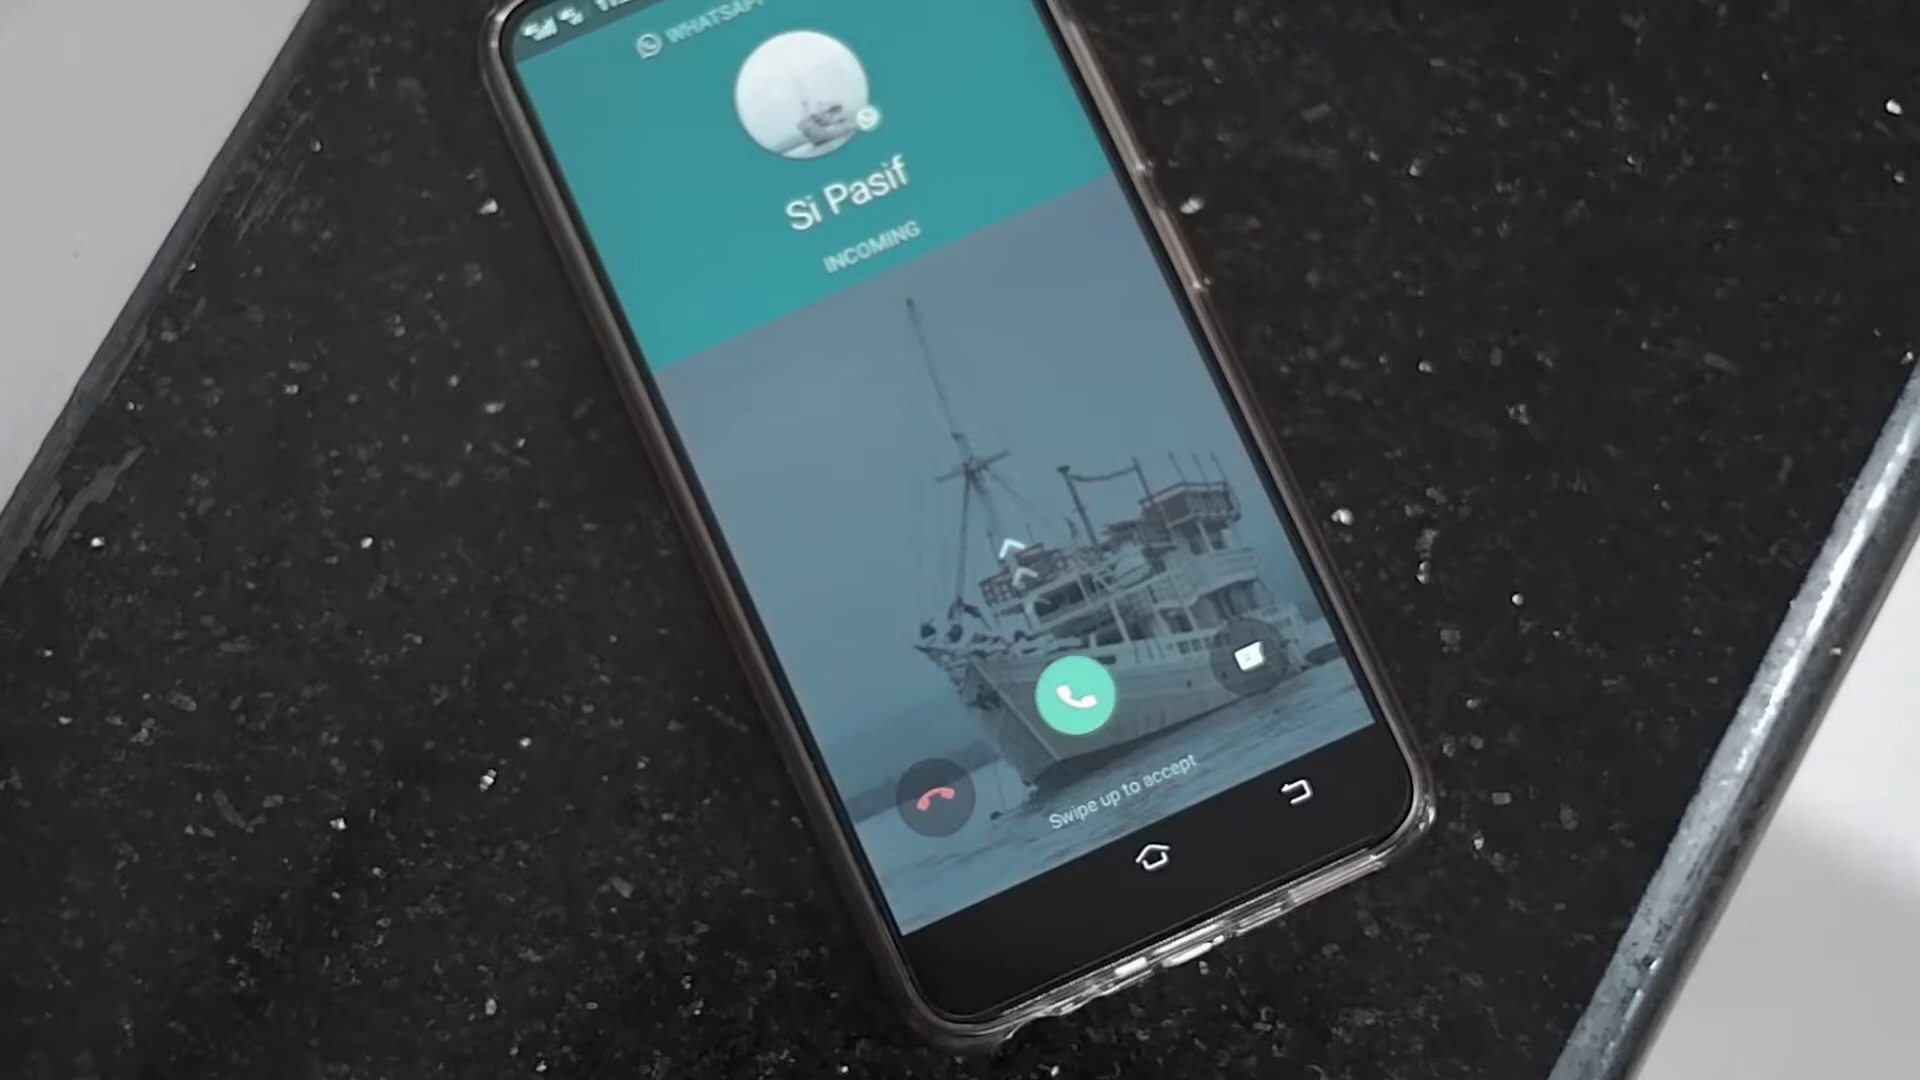 WHATSAPP
Si Pasif
INCOMING
Swipe up to accept